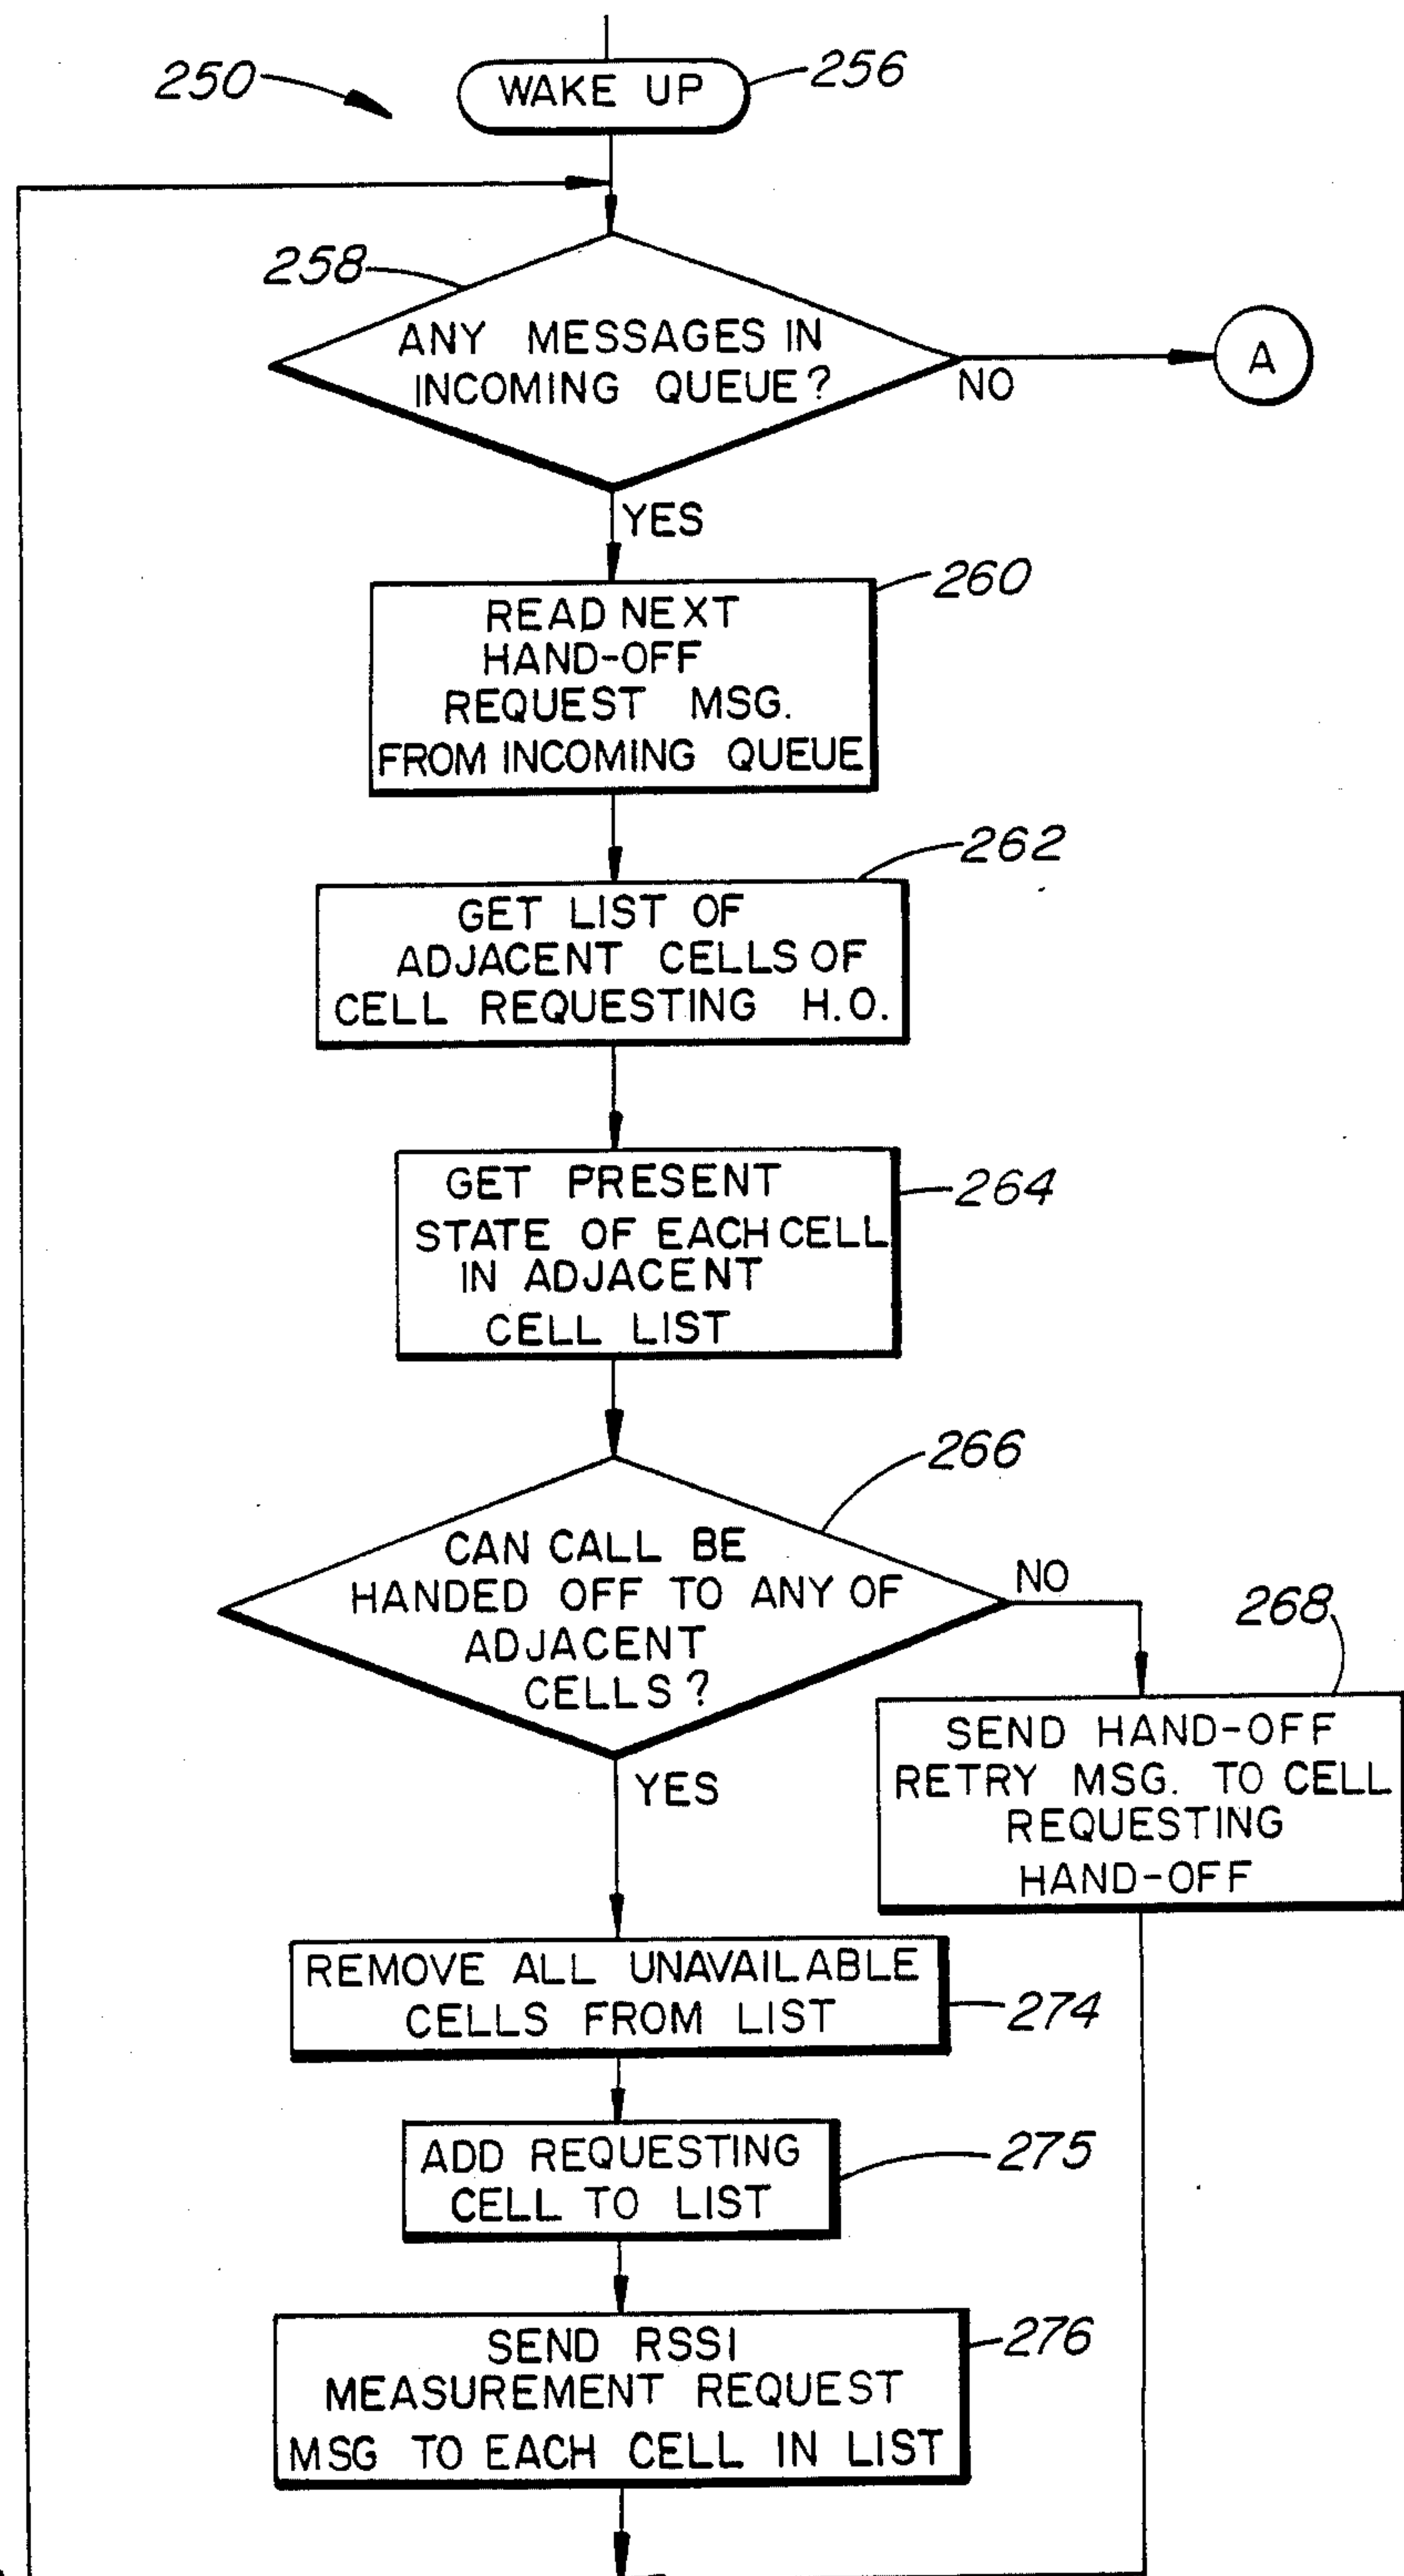 250
WAKE UP
256
258
ANY MESSAGES IN
INCOMING QUEUE?
NO
A
YES
260
READ NEXT
HAND-OFF
REQUEST MSG.
FROM INCOMING QUEUE
262
GET LIST OF
ADJACENT CELLS OF
CELL REQUESTING H.O.
GET PRESENT
STATE OF EACH CELL
IN ADJACENT
CELL LIST
264
266
CAN CALL BE
HANDED OFF TO ANY OF
ADJACENT
CELLS?
NO
268
SEND HAND-OFF
RETRY MSG. TO CELL
REQUESTING
HAND-OFF
YES
REMOVE ALL UNAVAILABLE
CELLS FROM LIST
274
ADD REQUESTING
CELL TO LIST
275
SEND RSSI
MEASUREMENT REQUEST
MSG TO EACH CELL IN LIST
276